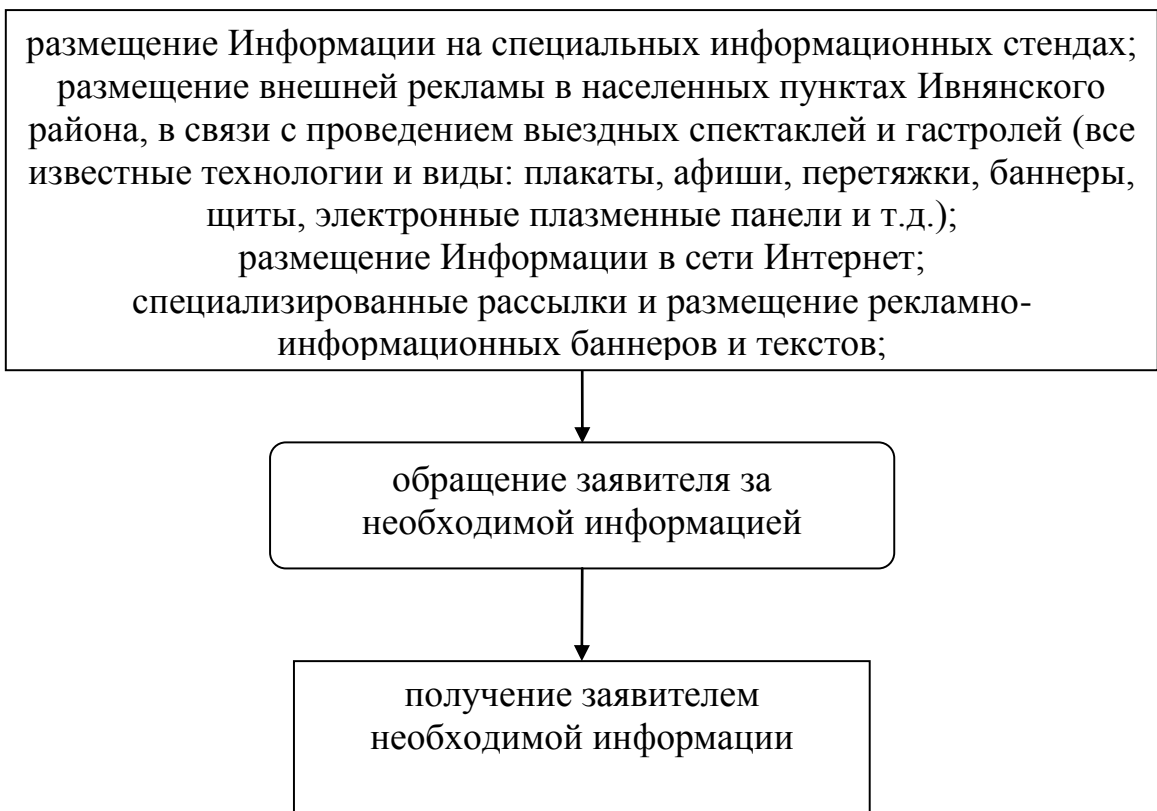 размещение Информации на специальных информационных стендах;
размещение внешней рекламы в населенных пунктах Ивнянского
района, в связи с проведением выездных спектаклей и гастролей (все
известные технологии и виды: плакаты, афиши, перетяжки, баннеры,
щиты, электронные плазменные панели и т.д.);
размещение Информации в сети Интернет;
специализированные рассылки и размещение рекламно-
информационных баннеров и текстов;
обращение заявителя за
необходимой информацией
получение заявителем
необходимой информации